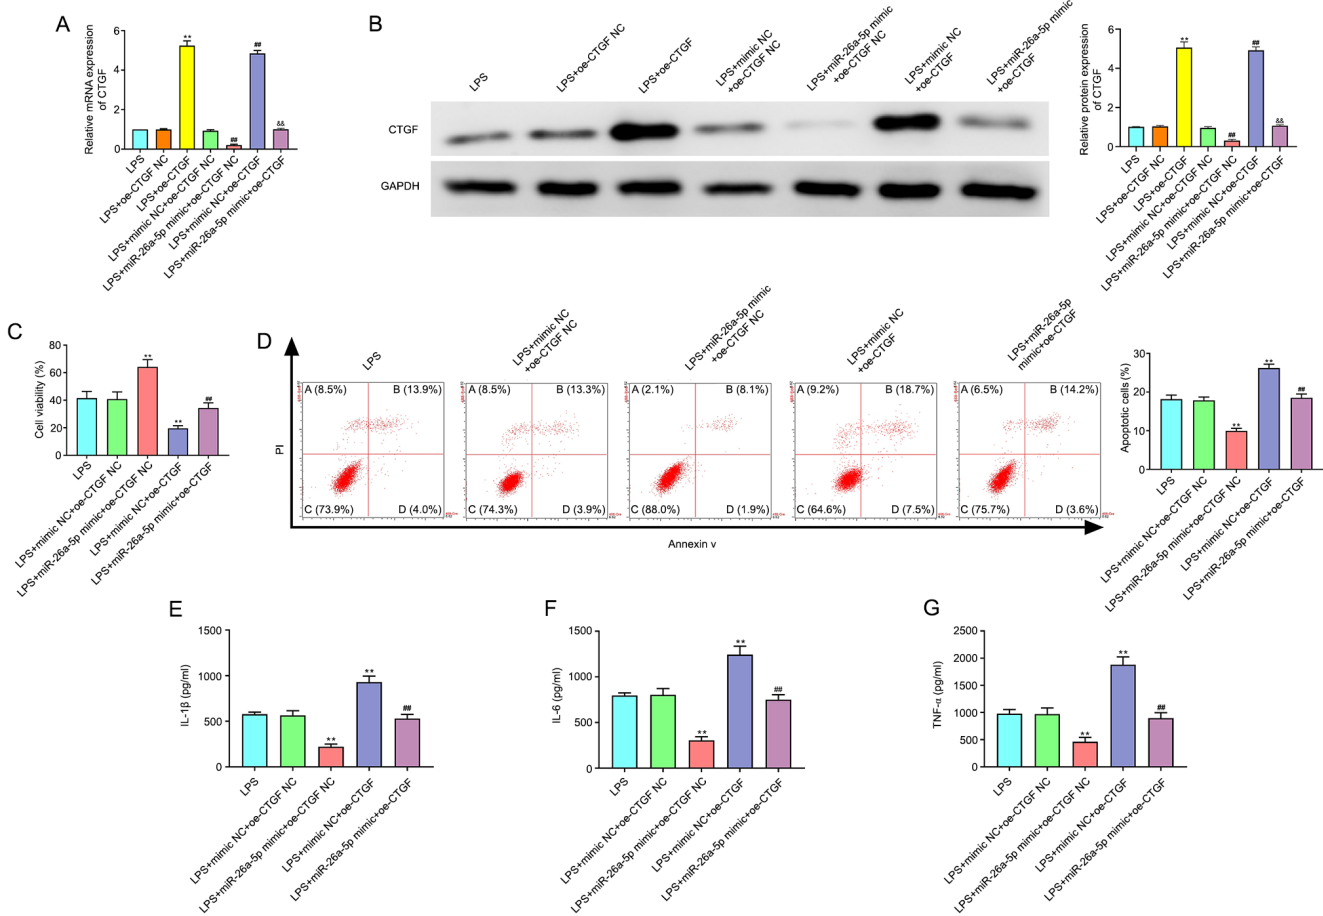 A
Relative mRNA expression
of CTGF
6
4
2
0
**
##
##
&&
LPS
LPS+oe-CTGF NC
LPS+oe-CTGF
LPS+mimic NC+oe-CTGF NC
LPS+miR-26a-5p mimic+oe-CTGF NC
LPS+mimic NC+oe-CTGF
LPS+miR-26a-5p mimic+oe-CTGF
B
LPS
LPS+oe-CTGF NC
LPS+oe-CTGF
LPS+mimic NC
+oe-CTGF NC
LPS+miR-26a-5p mimic
+oe-CTGF NC
LPS+mimic NC
+oe-CTGF
LPS+miR-26a-5p mimic
+oe-CTGF
CTGF
GAPDH
Relative protein expression
of CTGF
6
4
2
0
**
##
##
&&
LPS
LPS+oe-CTGF NC
LPS+oe-CTGF
LPS+mimic NC+oe-CTGF NC
LPS+miR-26a-5p mimic+oe-CTGF NC
LPS+mimic NC+oe-CTGF
LPS+miR-26a-5p mimic+oe-CTGF
C
Cell viability (%)
80
60
40
20
0
**
**
##
LPS
LPS+mimic NC+oe-CTGF NC
LPS+miR-26a-5p mimic+oe-CTGF NC
LPS+mimic NC+oe-CTGF
LPS+miR-26a-5p mimic+oe-CTGF
D
LPS
LPS+mimic NC
+oe-CTGF NC
LPS+miR-26a-5p mimic
+oe-CTGF NC
LPS+mimic NC
+oe-CTGF
LPS+miR-26a-5p
mimic+oe-CTGF
PI
A (8.5%) B (13.9%)
C (73.9%) D (4.0%)
A (8.5%) B (13.3%)
C (74.3%) D (3.9%)
A (2.1%) B (8.1%)
C (88.0%) D (1.9%)
A (9.2%) B (18.7%)
C (64.6%) D (7.5%)
A (6.5%) B (14.2%)
C (75.7%) D (3.6%)
Annexin v
Apoptotic cells (%)
30
20
10
0
**
**
##
LPS
LPS+mimic NC+oe-CTGF NC
LPS+miR-26a-5p mimic+oe-CTGF NC
LPS+mimic NC+oe-CTGF
LPS+miR-26a-5p mimic+oe-CTGF
E
IL-1β (pg/ml)
1500
1000
500
0
**
**
##
LPS
LPS+mimic NC+oe-CTGF NC
LPS+miR-26a-5p mimic+oe-CTGF NC
LPS+mimic NC+oe-CTGF
LPS+miR-26a-5p mimic+oe-CTGF
F
IL-6 (pg/ml)
1500
1000
500
0
**
**
##
LPS
LPS+mimic NC+oe-CTGF NC
LPS+miR-26a-5p mimic+oe-CTGF NC
LPS+mimic NC+oe-CTGF
LPS+miR-26a-5p mimic+oe-CTGF
G
TNF-α (pg/ml)
2500
2000
1500
1000
500
0
**
**
##
LPS
LPS+mimic NC+oe-CTGF NC
LPS+miR-26a-5p mimic+oe-CTGF NC
LPS+mimic NC+oe-CTGF
LPS+miR-26a-5p mimic+oe-CTGF